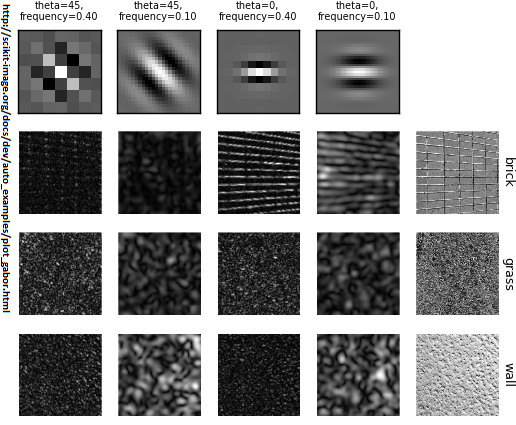 theta=45,
frequency=0.40
theta=45,
frequency=0.10
theta=0,
frequency=0.40
theta=0,
frequency=0.10
brick
grass
wall
http://scikit-image.org/docs/dev/auto_examples/plot_gabor.html